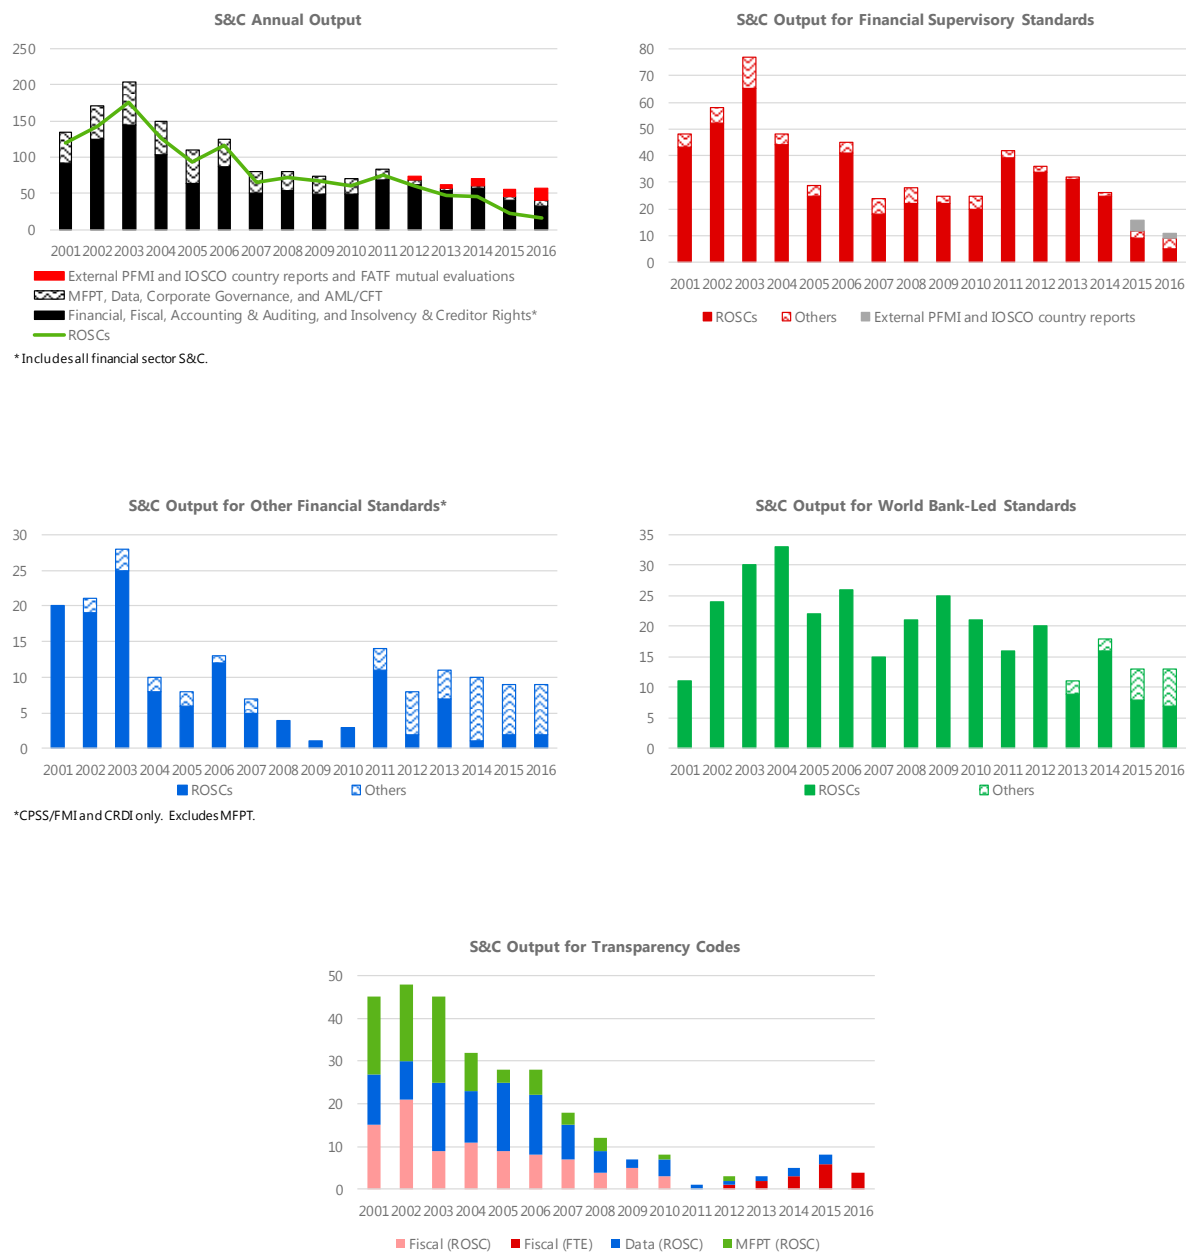 S&C Annual Output
250
200
150
100
50
0
2001 2002 2003 2004 2005 2006 2007 2008 2009 2010 2011 2012 2013 2014 2015 2016
External PFMI and IOSCO country reports and FATF mutual evaluations
MFPT, Data, Corporate Governance, and AML/CFT
Financial, Fiscal, Accounting & Auditing, and Insolvency & Creditor Rights*
ROSCs
* Includes all financial sector S&C.
S&C Output for Financial Supervisory Standards
80
70
60
50
40
30
20
10
0
2001 2002 2003 2004 2005 2006 2007 2008 2009 2010 2011 2012 2013 2014 2015 2016
ROSCs Others External PFMI and IOSCO country reports
S&C Output for Other Financial Standards*
30
25
20
15
10
5
0
2001 2002 2003 2004 2005 2006 2007 2008 2009 2010 2011 2012 2013 2014 2015 2016
ROSCs Others
*CPSS/FMI and CRDI only. Excludes MFPT.
S&C Output for World Bank-Led Standards
35
30
25
20
15
10
5
0
2001 2002 2003 2004 2005 2006 2007 2008 2009 2010 2011 2012 2013 2014 2015 2016
ROSCs Others
S&C Output for Transparency Codes
50
40
30
20
10
0
2001 2002 2003 2004 2005 2006 2007 2008 2009 2010 2011 2012 2013 2014 2015 2016
Fiscal (ROSC) Fiscal (FTE) Data (ROSC) MFPT (ROSC)